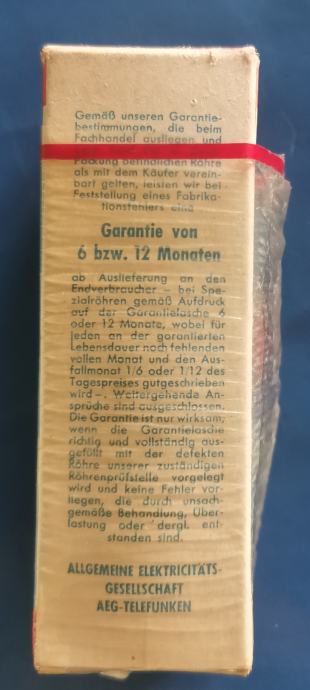 Gemäß unseren Garantie-
bestimmungen, die beim
Fachhandel ausliegen und
Packung befindlichen Röhre
als mit dem Käufer verein-
bart gelten, leisten wir bei
Feststellung eines Fabrika-
tionsfehlers eine
Garantie von
6 bzw. 12 Monaten
ab Auslieferung an den
Endverbraucher – bei Spe-
zialröhren gemäß Aufdruck
auf der Garantielasche 6
oder 12 Monate, wobei für
jeden an der garantierten
Lebensdauer noch fehlenden
vollen Monat und den Aus-
fallmonat 1/6 oder 1/12 des
Tagespreises gutgeschrieben
wird –. Weitergehende An-
sprüche sind ausgeschlossen.
Die Garantie ist nur wirksam,
wenn die Garantielasche
richtig und vollständig aus-
gefüllt mit der defekten
Röhre unserer zuständigen
Röhrenprüfstelle vorgelegt
wird und keine Fehler vor-
liegen, die durch unsach-
gemäße Behandlung, Über-
lastung oder dergl. ent-
standen sind.
ALLGEMEINE ELEKTRICITÄTS-
GESELLSCHAFT
AEG-TELEFUNKEN